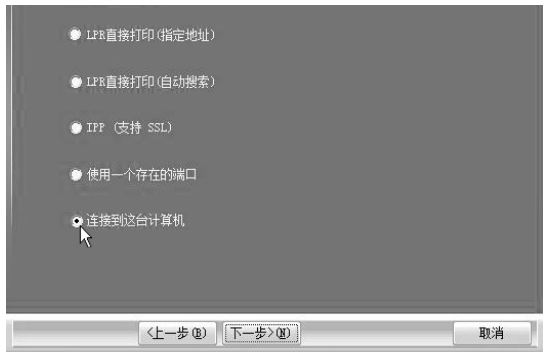 LPR直接打印(指定地址)
LPR直接打印(自动搜索)
IPP (支持 SSL)
使用一个存在的端口
连接到这台计算机
<上一步(B) 下一步>(N) 取消